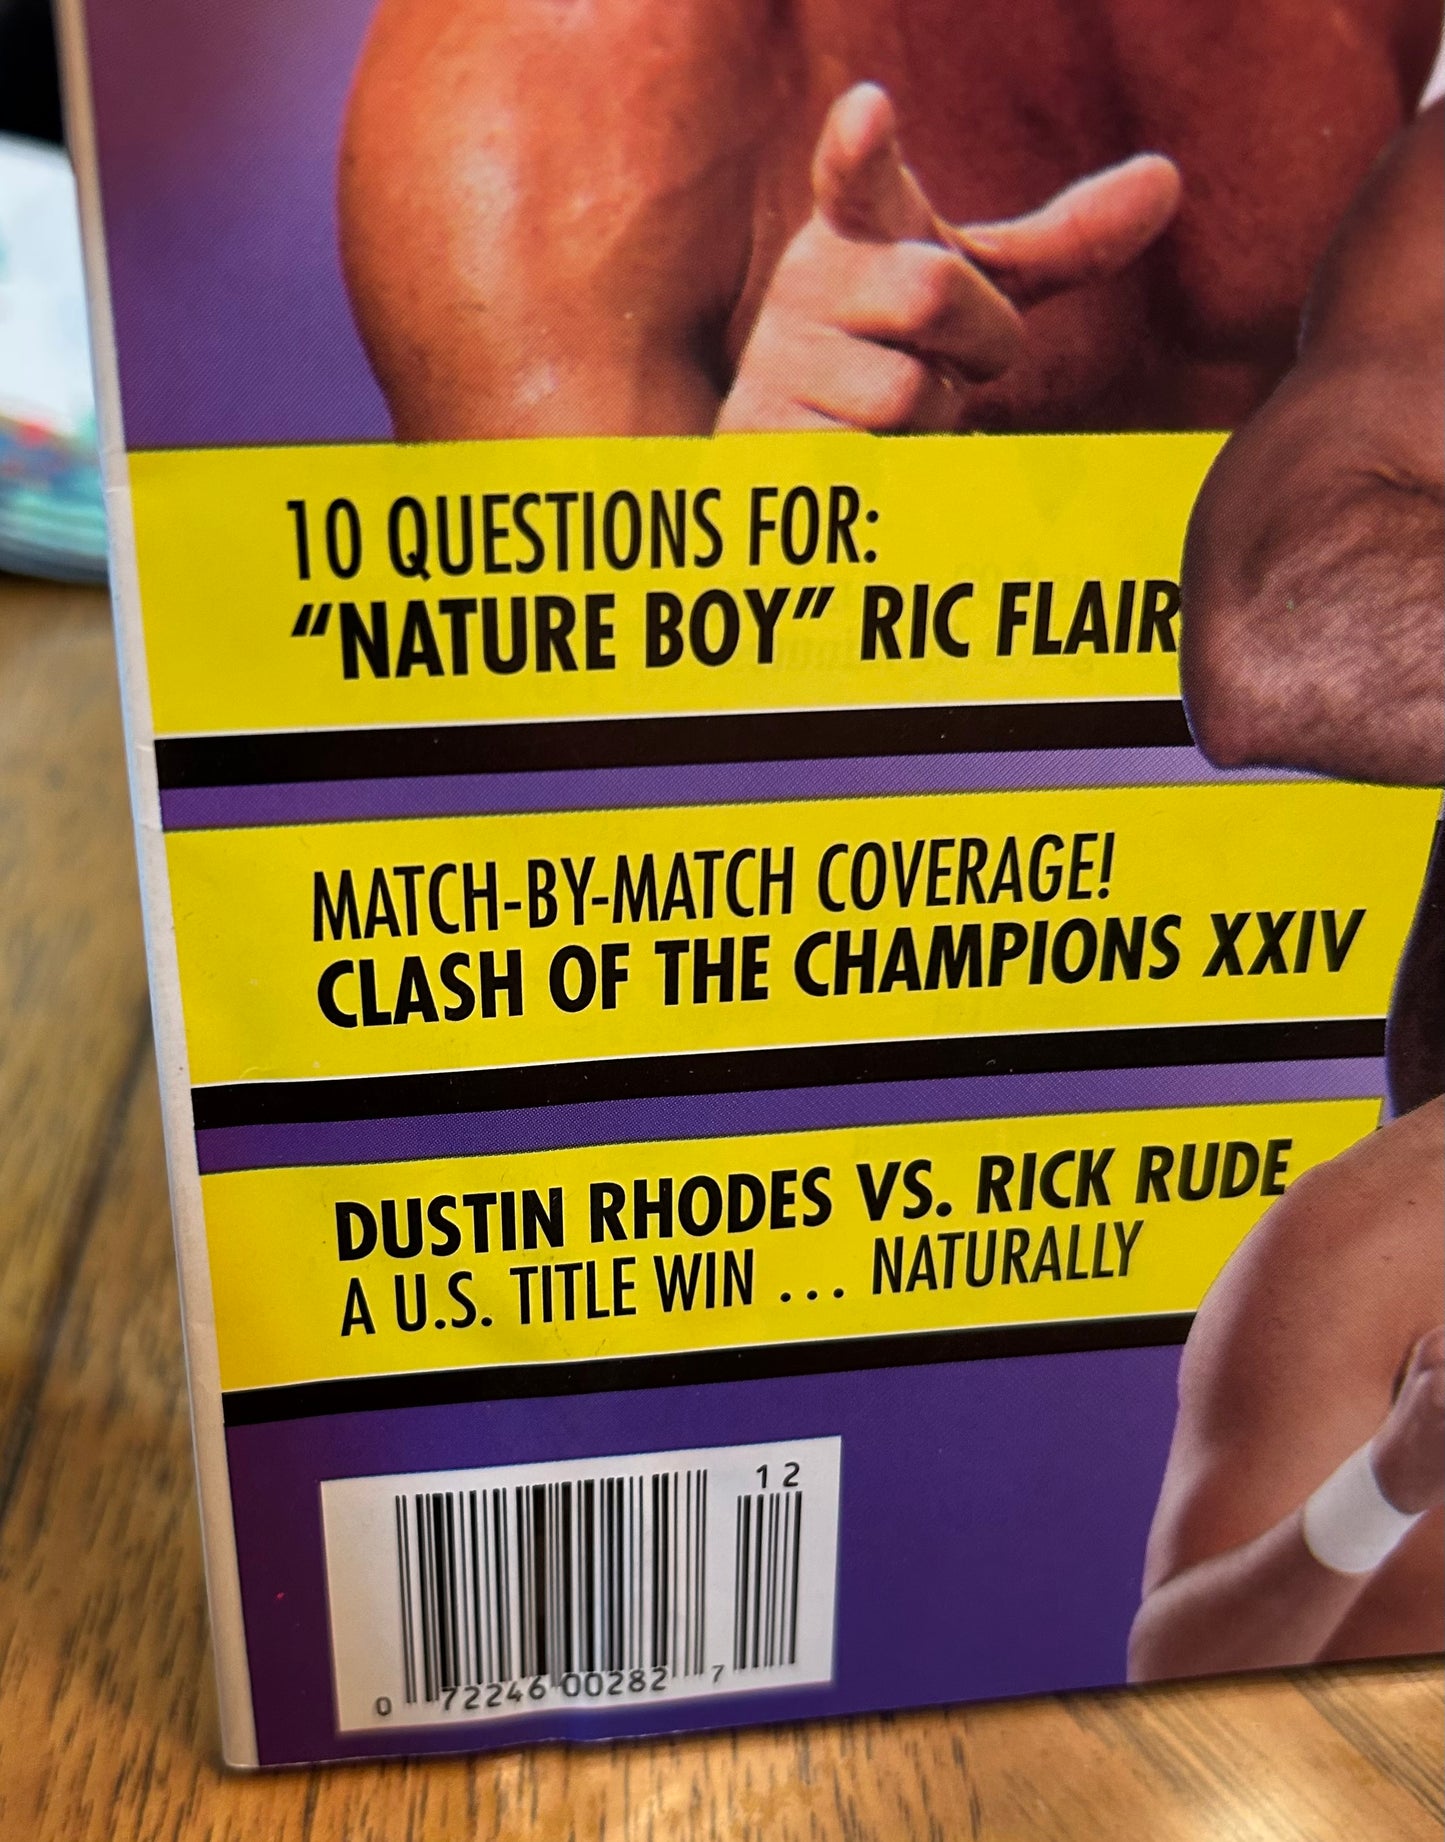 10 QUESTIONS FOR:
“NATURE BOY” RIC FLAIR
MATCH-BY-MATCH COVERAGE!
CLASH OF THE CHAMPIONS XXIV
DUSTIN RHODES VS. RICK RUDE
A U.S. TITLE WIN ... NATURALLY
12
0 72246 00282 7